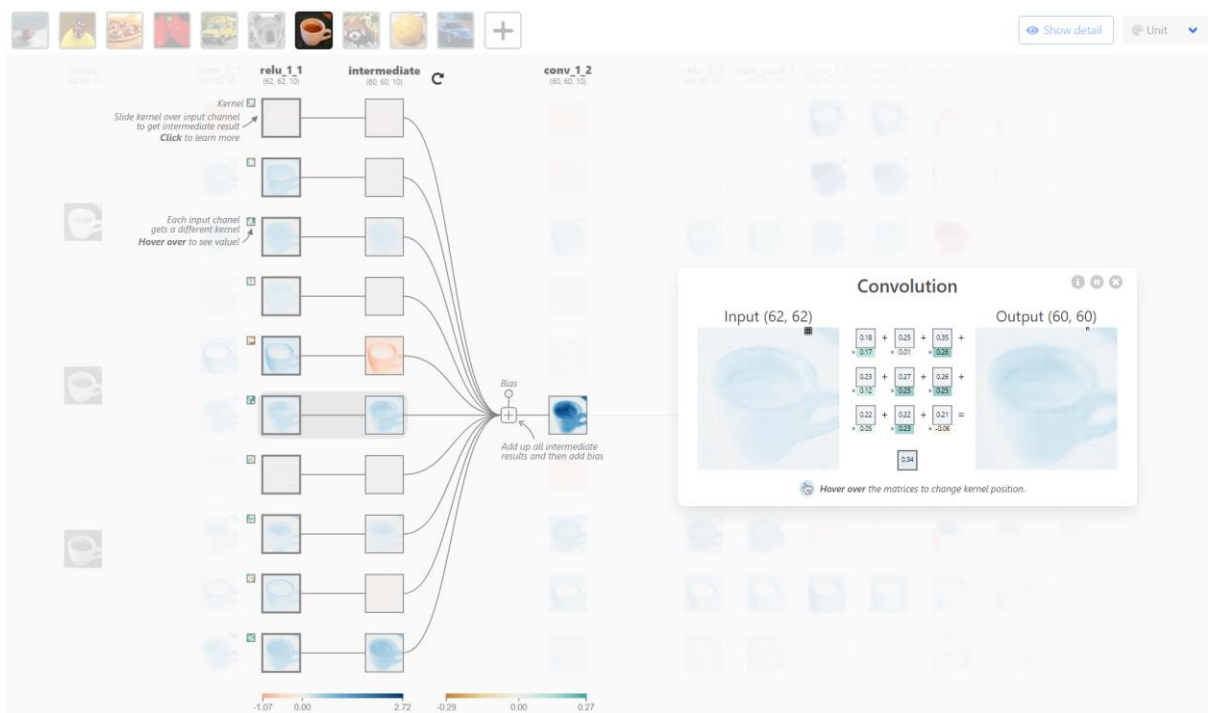 Show detail
Unit
input
conv_1_1
relu_1_1
(62, 62, 10)
intermediate
(60, 60, 10)
conv_1_2
(60, 60, 10)
relu_1_2
max_pool_1
Kernel
Slide kernel over input channel
to get intermediate result
Click to learn more
Each input chanel
gets a different kernel
Hover over to see value!
Bias
Add up all intermediate
results and then add bias
Convolution
Input (62, 62)
Output (60, 60)
0.18 + 0.25 + 0.35 +
× 0.17 × 0.01 × 0.26
0.23 + 0.27 + 0.26 +
× 0.12 × 0.25 × 0.25
0.22 + 0.22 + 0.21 =
× 0.05 × 0.23 × -0.06
0.34
Hover over the matrices to change kernel position.
-1.07 0.00 2.72
-0.29 0.00 0.27